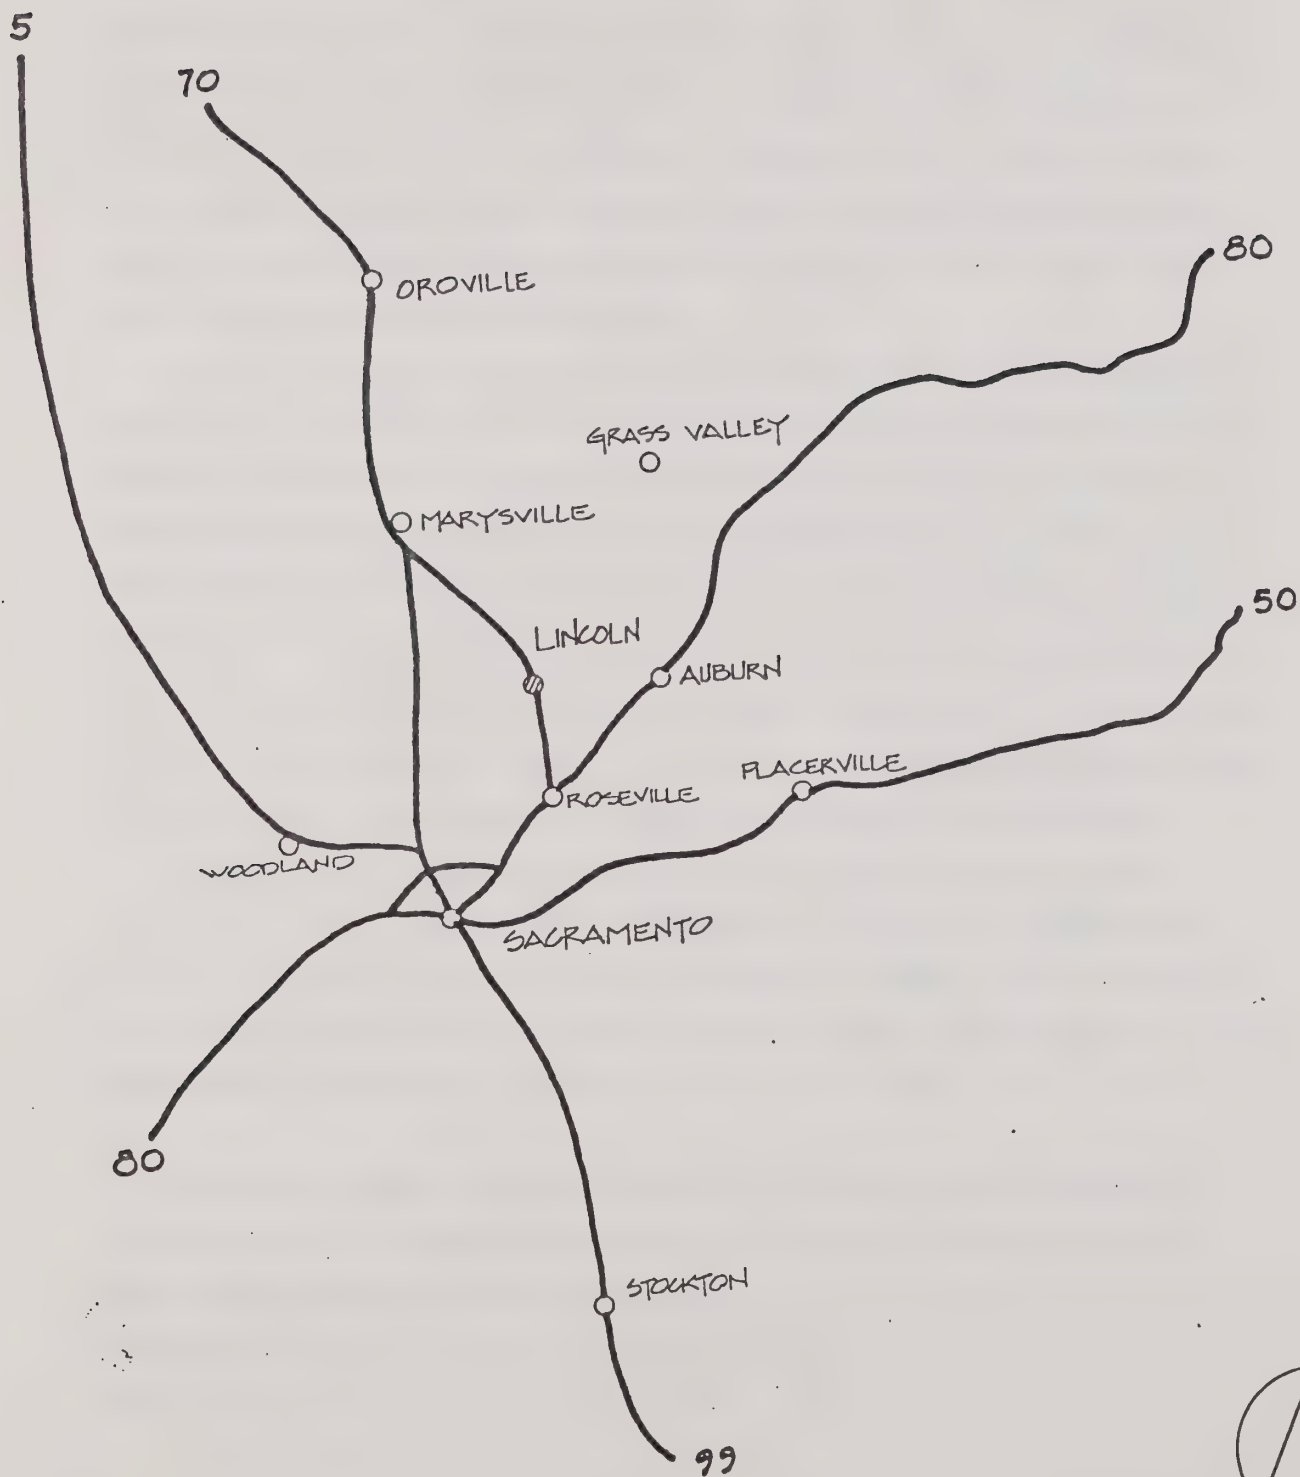 5
70
80
OROVILLE
GRASS VALLEY
MARYSVILLE
50
LINCOLN
AUBURN
PLACERVILLE
ROSEVILLE
WOODLAND
SACRAMENTO
80
STOCKTON
99